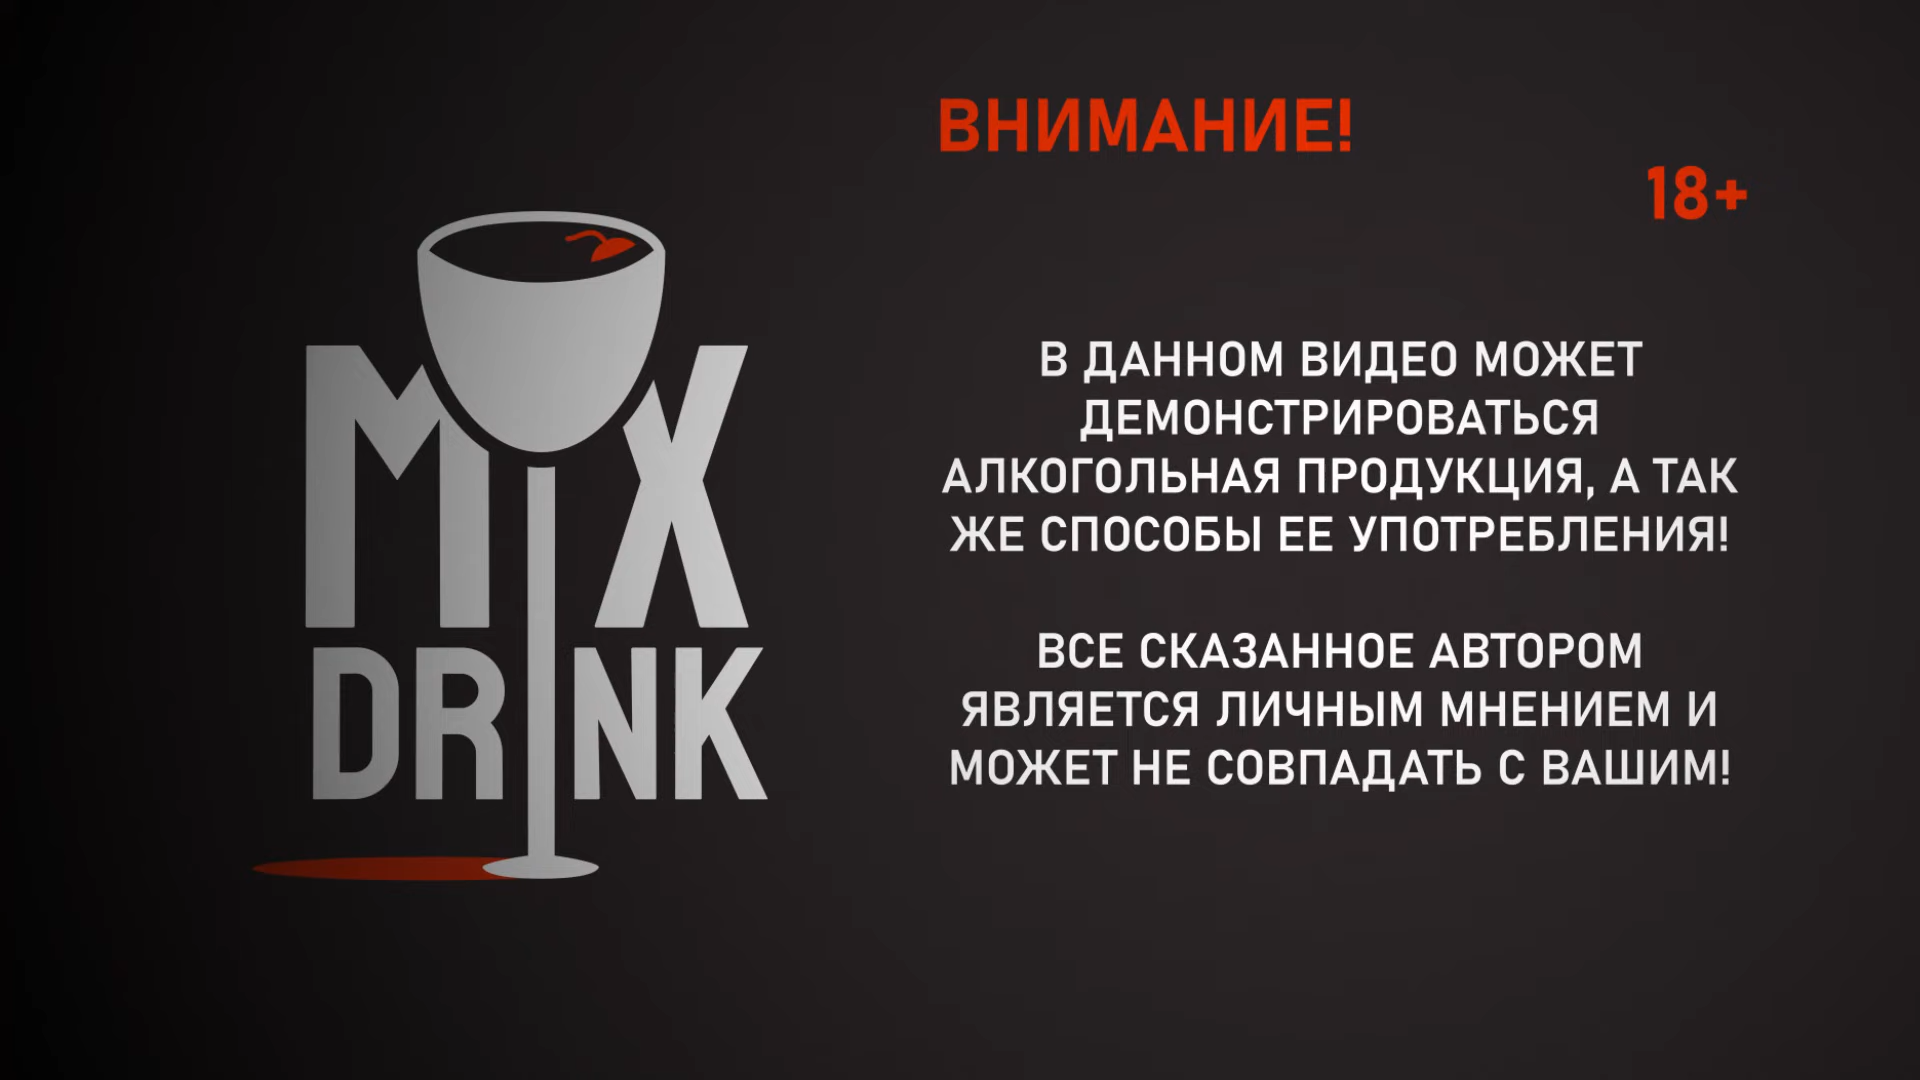 ВНИМАНИЕ!
18+
MIX
DRINK
В ДАННОМ ВИДЕО МОЖЕТ
ДЕМОНСТРИРОВАТЬСЯ
АЛКОГОЛЬНАЯ ПРОДУКЦИЯ, А ТАК
ЖЕ СПОСОБЫ ЕЕ УПОТРЕБЛЕНИЯ!
ВСЕ СКАЗАННОЕ АВТОРОМ
ЯВЛЯЕТСЯ ЛИЧНЫМ МНЕНИЕМ И
МОЖЕТ НЕ СОВПАДАТЬ С ВАШИМ!